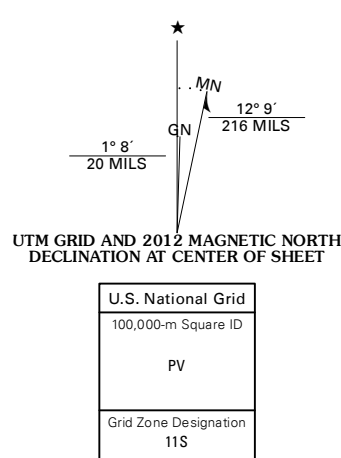 ★
MN
12° 9´
216 MILS
GN
1° 8´
20 MILS
UTM GRID AND 2012 MAGNETIC NORTH
DECLINATION AT CENTER OF SHEET
U.S. National Grid
100,000-m Square ID
PV
Grid Zone Designation
11S